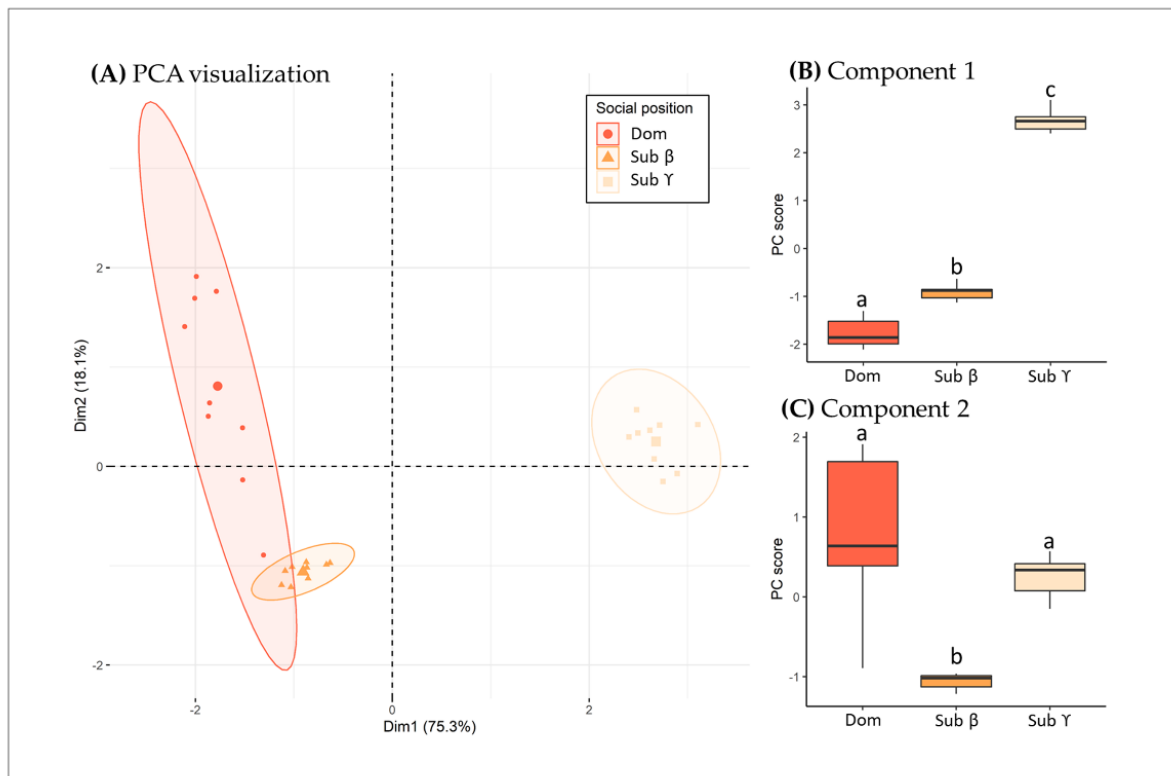 (A) PCA visualization
Social position
Dom
Sub β
Sub ϒ
2
0
-2
Dim2 (18.1%)
-2
0
2
Dim1 (75.3%)
(B) Component 1
3
2
1
0
-1
-2
PC score
a
b
c
Dom
Sub β
Sub ϒ
(C) Component 2
2
1
0
-1
PC score
a
b
a
Dom
Sub β
Sub ϒ